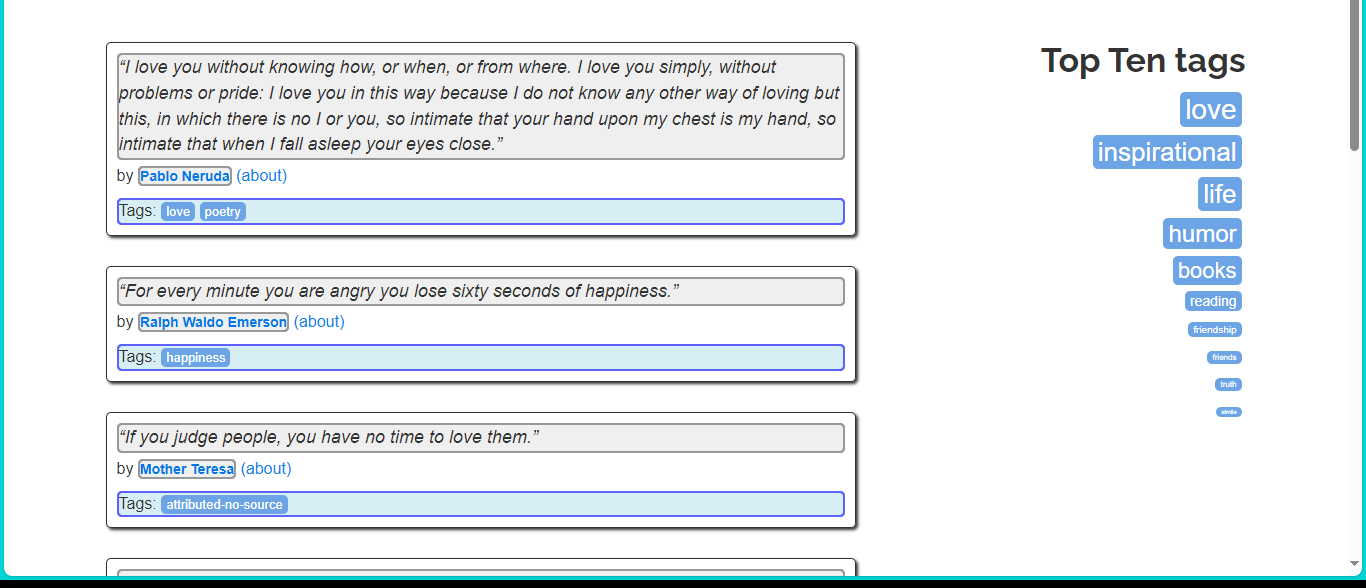 “I love you without knowing how, or when, or from where. I love you simply, without
problems or pride: I love you in this way because I do not know any other way of loving but
this, in which there is no I or you, so intimate that your hand upon my chest is my hand, so
intimate that when I fall asleep your eyes close.”
by Pablo Neruda (about)
Tags: love poetry
“For every minute you are angry you lose sixty seconds of happiness.”
by Ralph Waldo Emerson (about)
Tags: happiness
“If you judge people, you have no time to love them.”
by Mother Teresa (about)
Tags: attributed-no-source
Top Ten tags
love
inspirational
life
humor
books
reading
friendship
friends
truth
simile